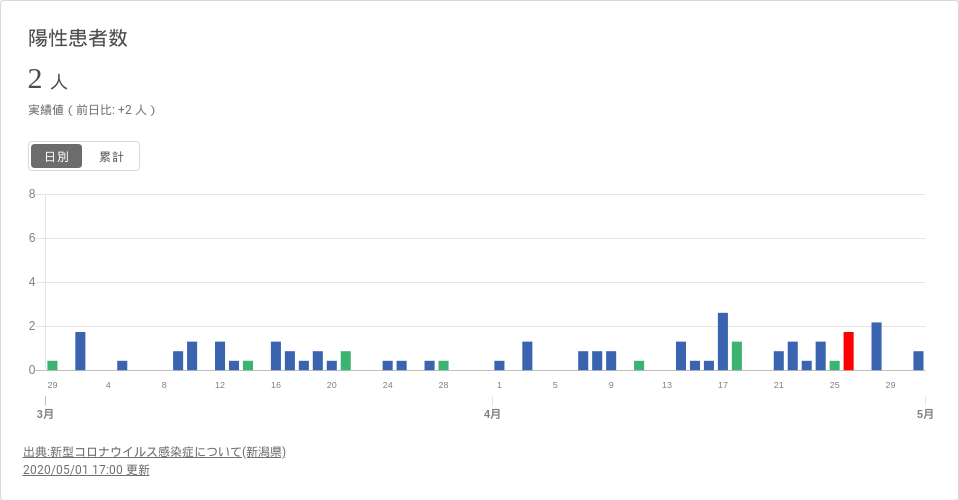 陽性患者数
2 人
実績値（前日比: +2 人）
日別 累計
8
6
4
2
0
29 4 8 12 16 20 24 28 1 5 9 13 17 21 25 29
3月 4月 5月
出典:新型コロナウイルス感染症について(新潟県)
2020/05/01 17:00 更新